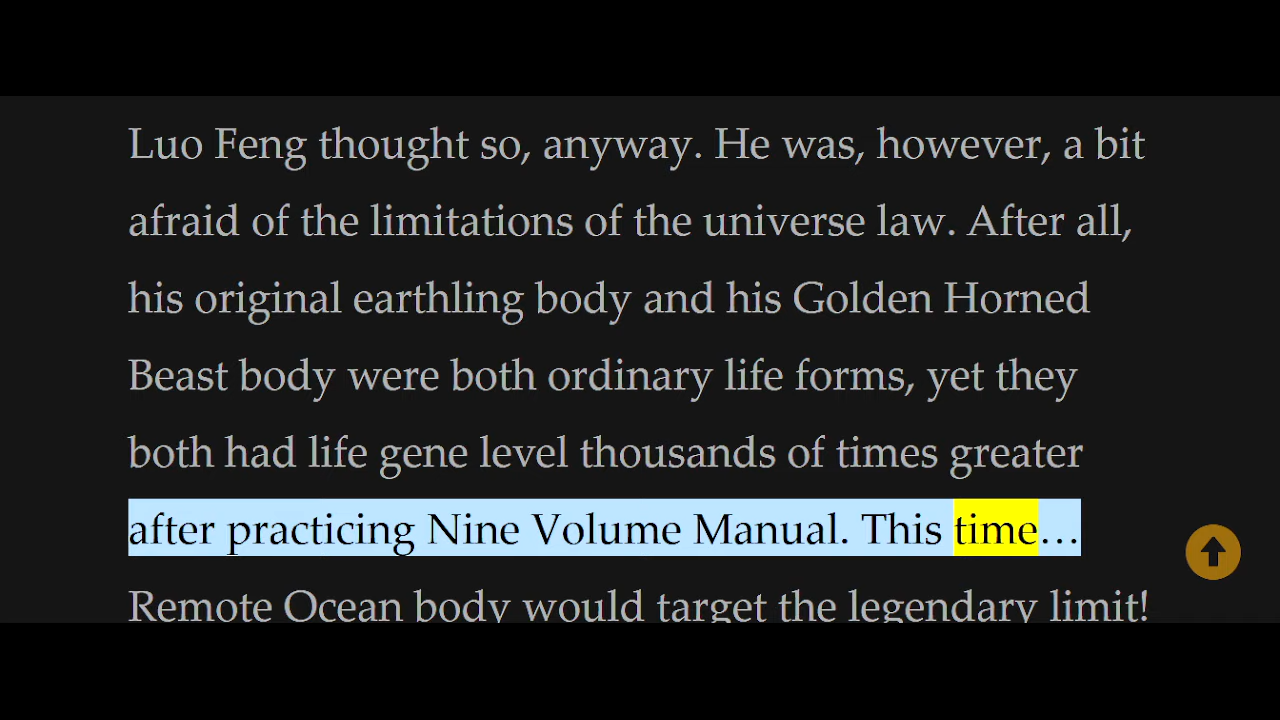 Luo Feng thought so, anyway. He was, however, a bit
afraid of the limitations of the universe law. After all,
his original earthling body and his Golden Horned
Beast body were both ordinary life forms, yet they
both had life gene level thousands of times greater
after practicing Nine Volume Manual. This time…
Remote Ocean body would target the legendary limit!